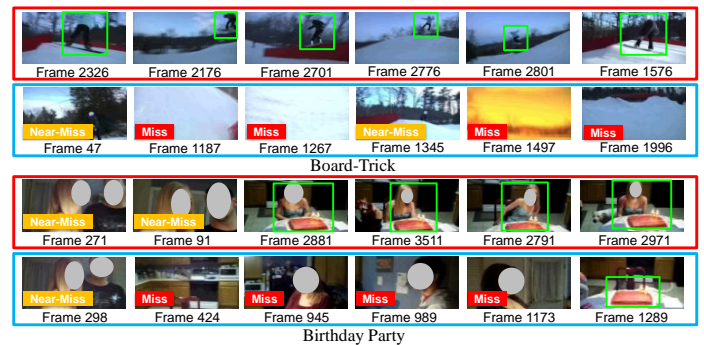 Frame 2326 Frame 2176 Frame 2701 Frame 2776 Frame 2801 Frame 1576
Near-Miss Miss Miss Near-Miss Miss Miss
Frame 47 Frame 1187 Frame 1267 Frame 1345 Frame 1497 Frame 1996
Board-Trick
Near-Miss Near-Miss
Frame 271 Frame 91 Frame 2881 Frame 3511 Frame 2791 Frame 2971
Near-Miss Miss Miss Miss Miss
Frame 298 Frame 424 Frame 945 Frame 989 Frame 1173 Frame 1289
Birthday Party